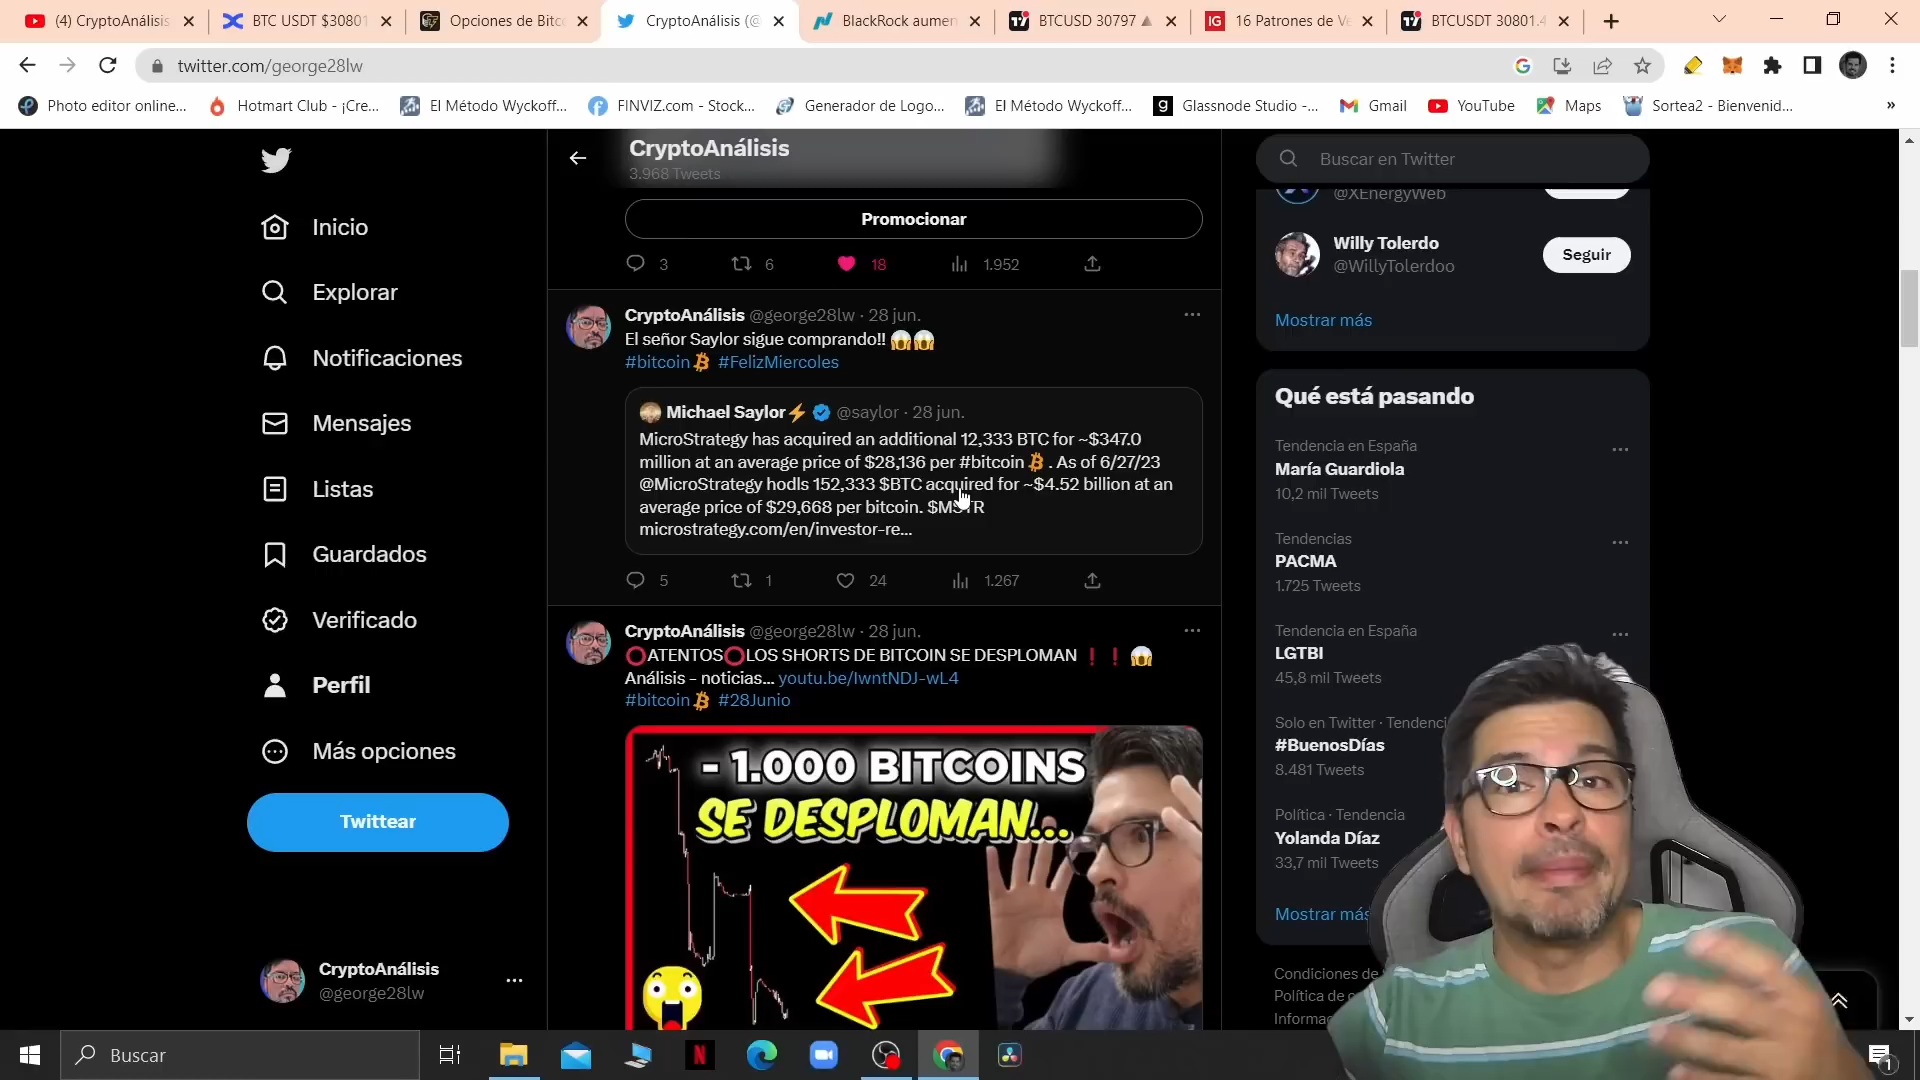 (4) CryptoAnálisis
BTC USDT $30801
Opciones de Bitc
CryptoAnálisis (@
BlackRock aumen
BTCUSD 30797
16 Patrones de Ve
BTCUSDT 30801.4
twitter.com/george28lw
Photo editor online...
Hotmart Club - ¡Cre...
El Método Wyckoff...
FINVIZ.com - Stock...
Generador de Logo...
El Método Wyckoff...
Glassnode Studio -...
Gmail
YouTube
Maps
Sortea2 - Bienvenid...
Inicio
Explorar
Notificaciones
Mensajes
Listas
Guardados
Verificado
Perfil
Más opciones
Twittear
CryptoAnálisis
@george28lw
CryptoAnálisis
3.968 Tweets
Promocionar
3 6 18 1.952
CryptoAnálisis @george28lw · 28 jun.
El señor Saylor sigue comprando!! 😱😱
#bitcoin #FelizMiercoles
Michael Saylor⚡ @saylor · 28 jun.
MicroStrategy has acquired an additional 12,333 BTC for ~$347.0
million at an average price of $28,136 per #bitcoin . As of 6/27/23
@MicroStrategy hodls 152,333 $BTC acquired for ~$4.52 billion at an
average price of $29,668 per bitcoin. $MSTR
microstrategy.com/en/investor-re...
5 1 24 1.267
CryptoAnálisis @george28lw · 28 jun.
⭕ATENTOS⭕LOS SHORTS DE BITCOIN SE DESPLOMAN ❗❗😱
Análisis - noticias... youtu.be/IwntNDJ-wL4
#bitcoin #28Junio
- 1.000 BITCOINS
SE DESPLOMAN...
Buscar en Twitter
@XEnergyWeb
Willy Tolerdo
@WillyTolerdoo
Seguir
Mostrar más
Qué está pasando
Tendencia en España
María Guardiola
10,2 mil Tweets
Tendencias
PACMA
1.725 Tweets
Tendencia en España
LGTBI
45,8 mil Tweets
Solo en Twitter · Tendenci
#BuenosDías
8.481 Tweets
Política · Tendencia
Yolanda Díaz
33,7 mil Tweets
Mostrar más
Condiciones de
Política de c
Informa
Buscar
1